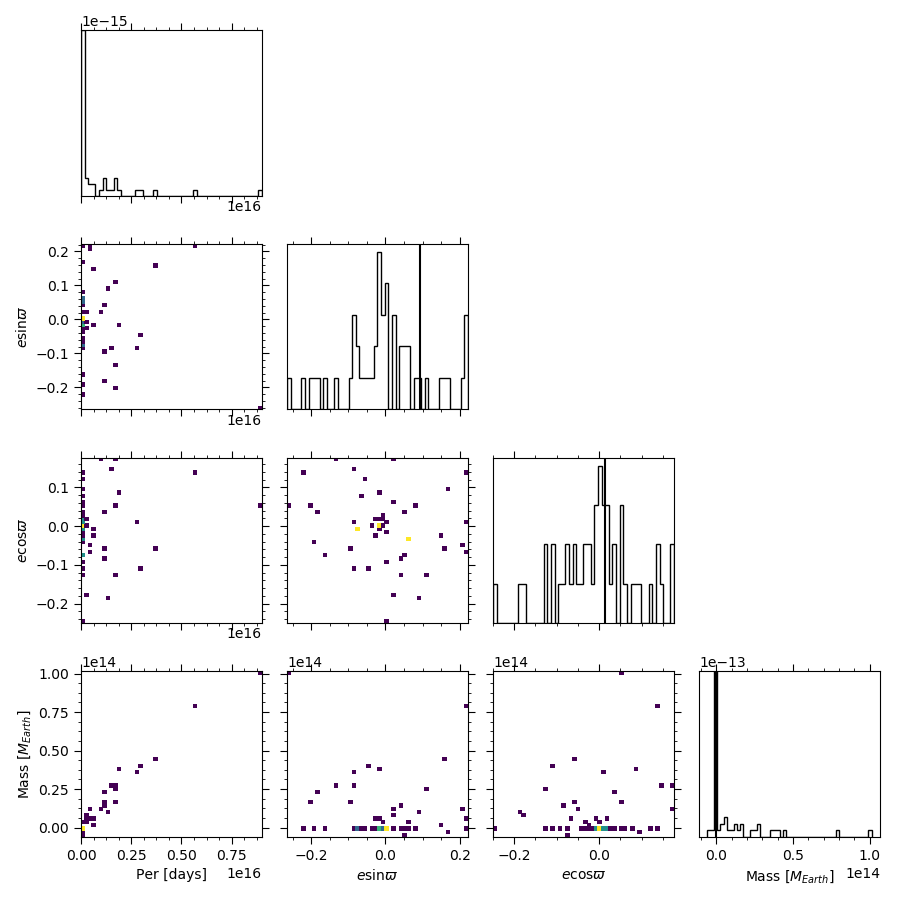 1e−15
1e16
0.2
0.1
0.0
−0.1
−0.2
esinϖ
1e16
0.1
0.0
−0.1
−0.2
ecosϖ
1e16
1e14
1e14
1e14
1e−13
1.00
0.75
0.50
0.25
0.00
Mass [M_Earth]
0.00 0.25 0.50 0.75
−0.2 0.0 0.2
−0.2 0.0
0.0 0.5 1.0
Per [days] 1e16
esinϖ
ecosϖ
Mass [M_Earth] 1e14